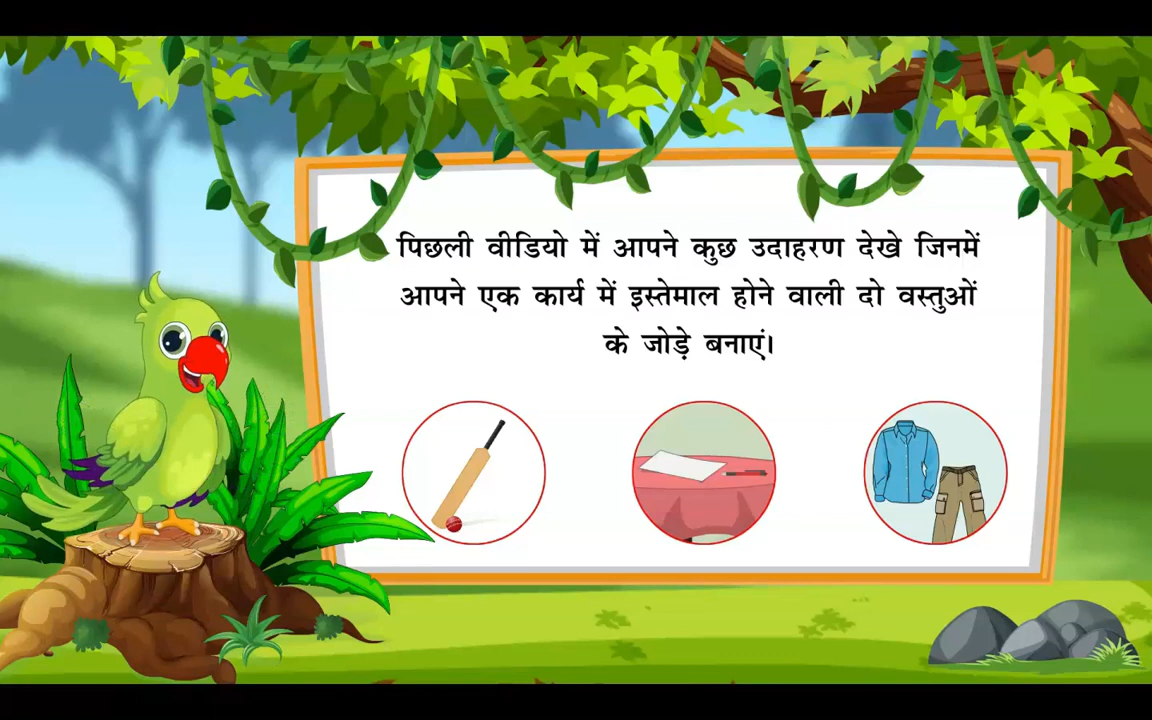 पिछली वीडियो में आपने कुछ उदाहरण देखे जिनमें
आपने एक कार्य में इस्तेमाल होने वाली दो वस्तुओं
के जोड़े बनाएं।